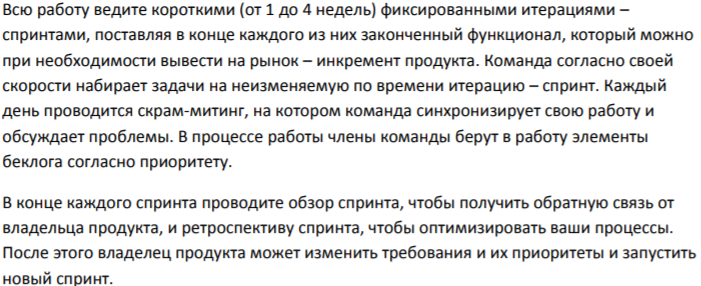 Всю работу ведите короткими (от 1 до 4 недель) фиксированными итерациями –
спринтами, поставляя в конце каждого из них законченный функционал, который можно
при необходимости вывести на рынок – инкремент продукта. Команда согласно своей
скорости набирает задачи на неизменяемую по времени итерацию – спринт. Каждый
день проводится скрам-митинг, на котором команда синхронизирует свою работу и
обсуждает проблемы. В процессе работы члены команды берут в работу элементы
беклога согласно приоритету.
В конце каждого спринта проводите обзор спринта, чтобы получить обратную связь от
владельца продукта, и ретроспективу спринта, чтобы оптимизировать ваши процессы.
После этого владелец продукта может изменить требования и их приоритеты и запустить
новый спринт.